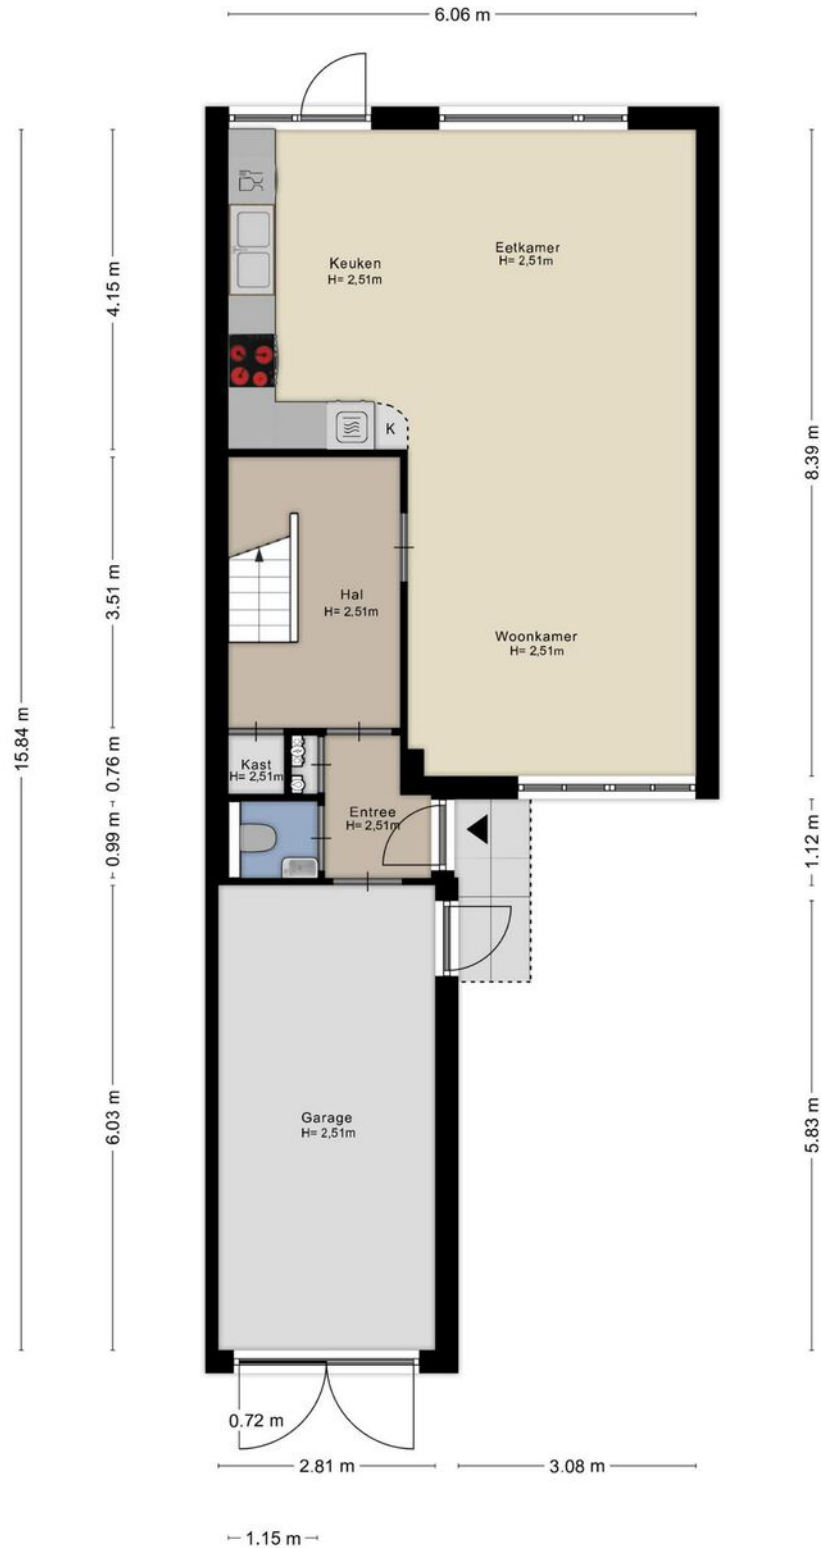 6.06 m
Keuken
H= 2,51m
Eetkamer
H= 2,51m
4.15 m
8.39 m
K
Hal
H= 2,51m
3.51 m
Woonkamer
H= 2,51m
15.84 m
0.76 m
Kast
H= 2,51m
Entree
H= 2,51m
0.99 m
1.12 m
Garage
H= 2,51m
6.03 m
5.83 m
0.72 m
2.81 m
3.08 m
1.15 m